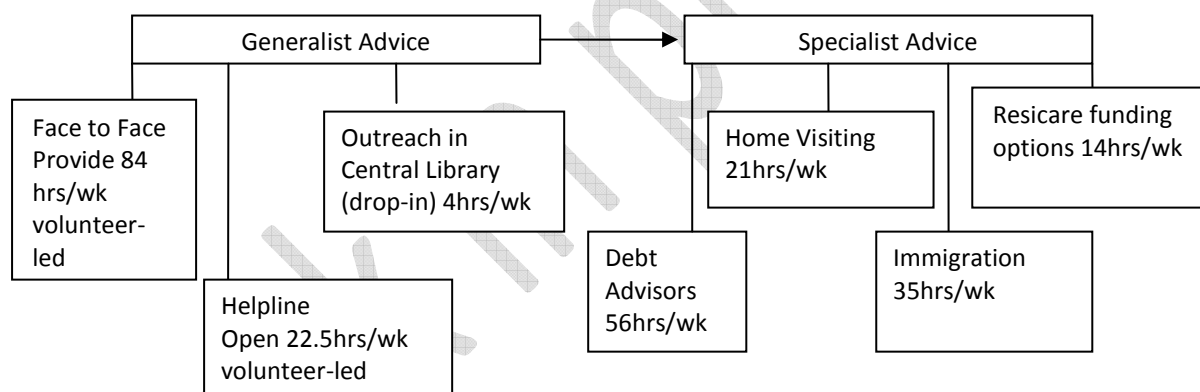 Generalist Advice
Specialist Advice
Face to Face
Provide 84
hrs/wk
volunteer-
led
Helpline
Open 22.5hrs/wk
volunteer-led
Outreach in
Central Library
(drop-in) 4hrs/wk
Debt
Advisors
56hrs/wk
Home Visiting
21hrs/wk
Immigration
35hrs/wk
Resicare funding
options 14hrs/wk